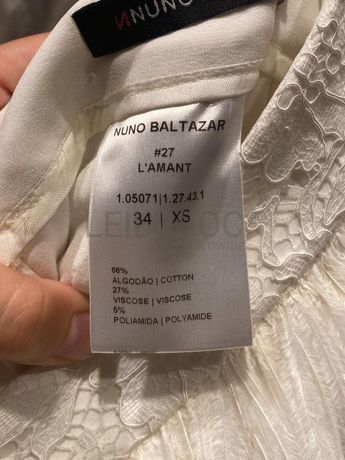 NUNO
NUNO BALTAZAR
#27
L'AMANT
1.05071|1.27.43.1
34 | XS
68%
ALGODÃO | COTTON
27%
VISCOSE | VISCOSE
5%
POLIAMIDA | POLYAMIDE